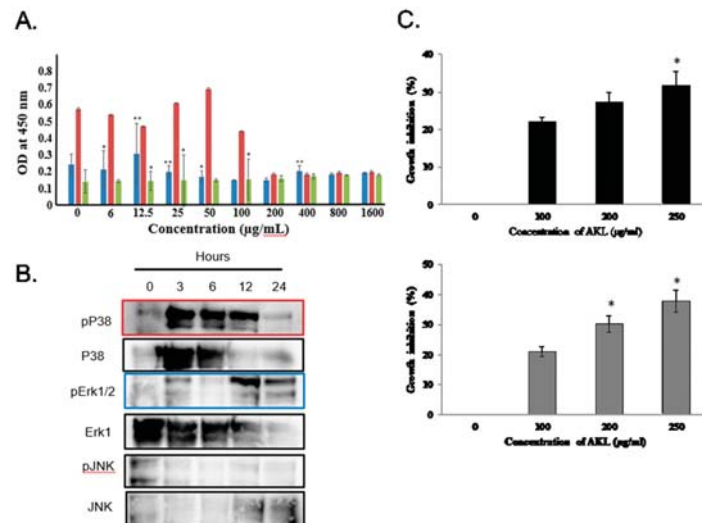 A.
0.8
0.7
0.6
0.5
0.4
0.3
0.2
0.1
0
OD at 450 nm
* ** ** * * * * **
0 6 12.5 25 50 100 200 400 800 1600
Concentration (µg/mL)
B.
Hours
0 3 6 12 24
pP38
P38
pErk1/2
Erk1
pJNK
JNK
C.
40
30
20
10
0
Growth inhibition (%)
*
0 100 200 250
Concentration of AKL (µg/ml)
50
40
30
20
10
0
Growth inhibition (%)
* *
0 100 200 250
Concentration of AKL (µg/ml)